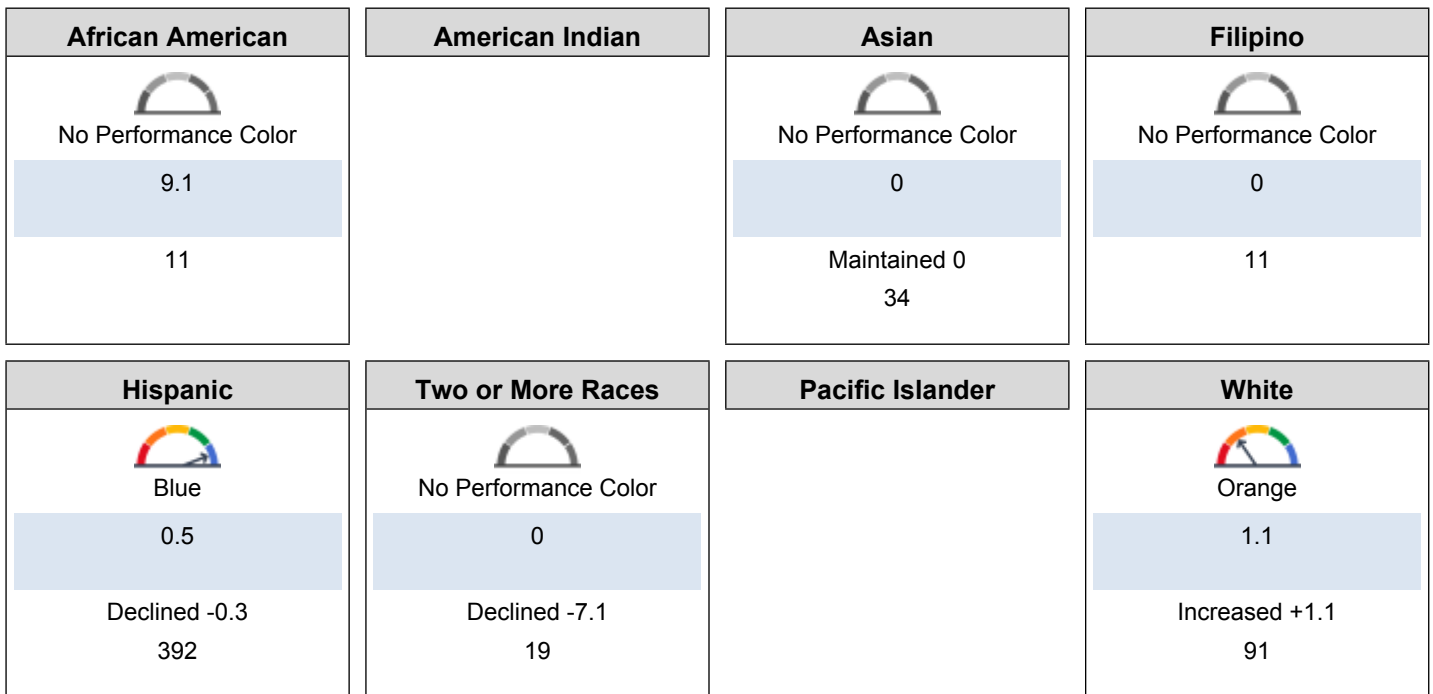 African American
No Performance Color
9.1
11
American Indian
Asian
No Performance Color
0
Maintained 0
34
Filipino
No Performance Color
0
11
Hispanic
Blue
0.5
Declined -0.3
392
Two or More Races
No Performance Color
0
Declined -7.1
19
Pacific Islander
White
Orange
1.1
Increased +1.1
91